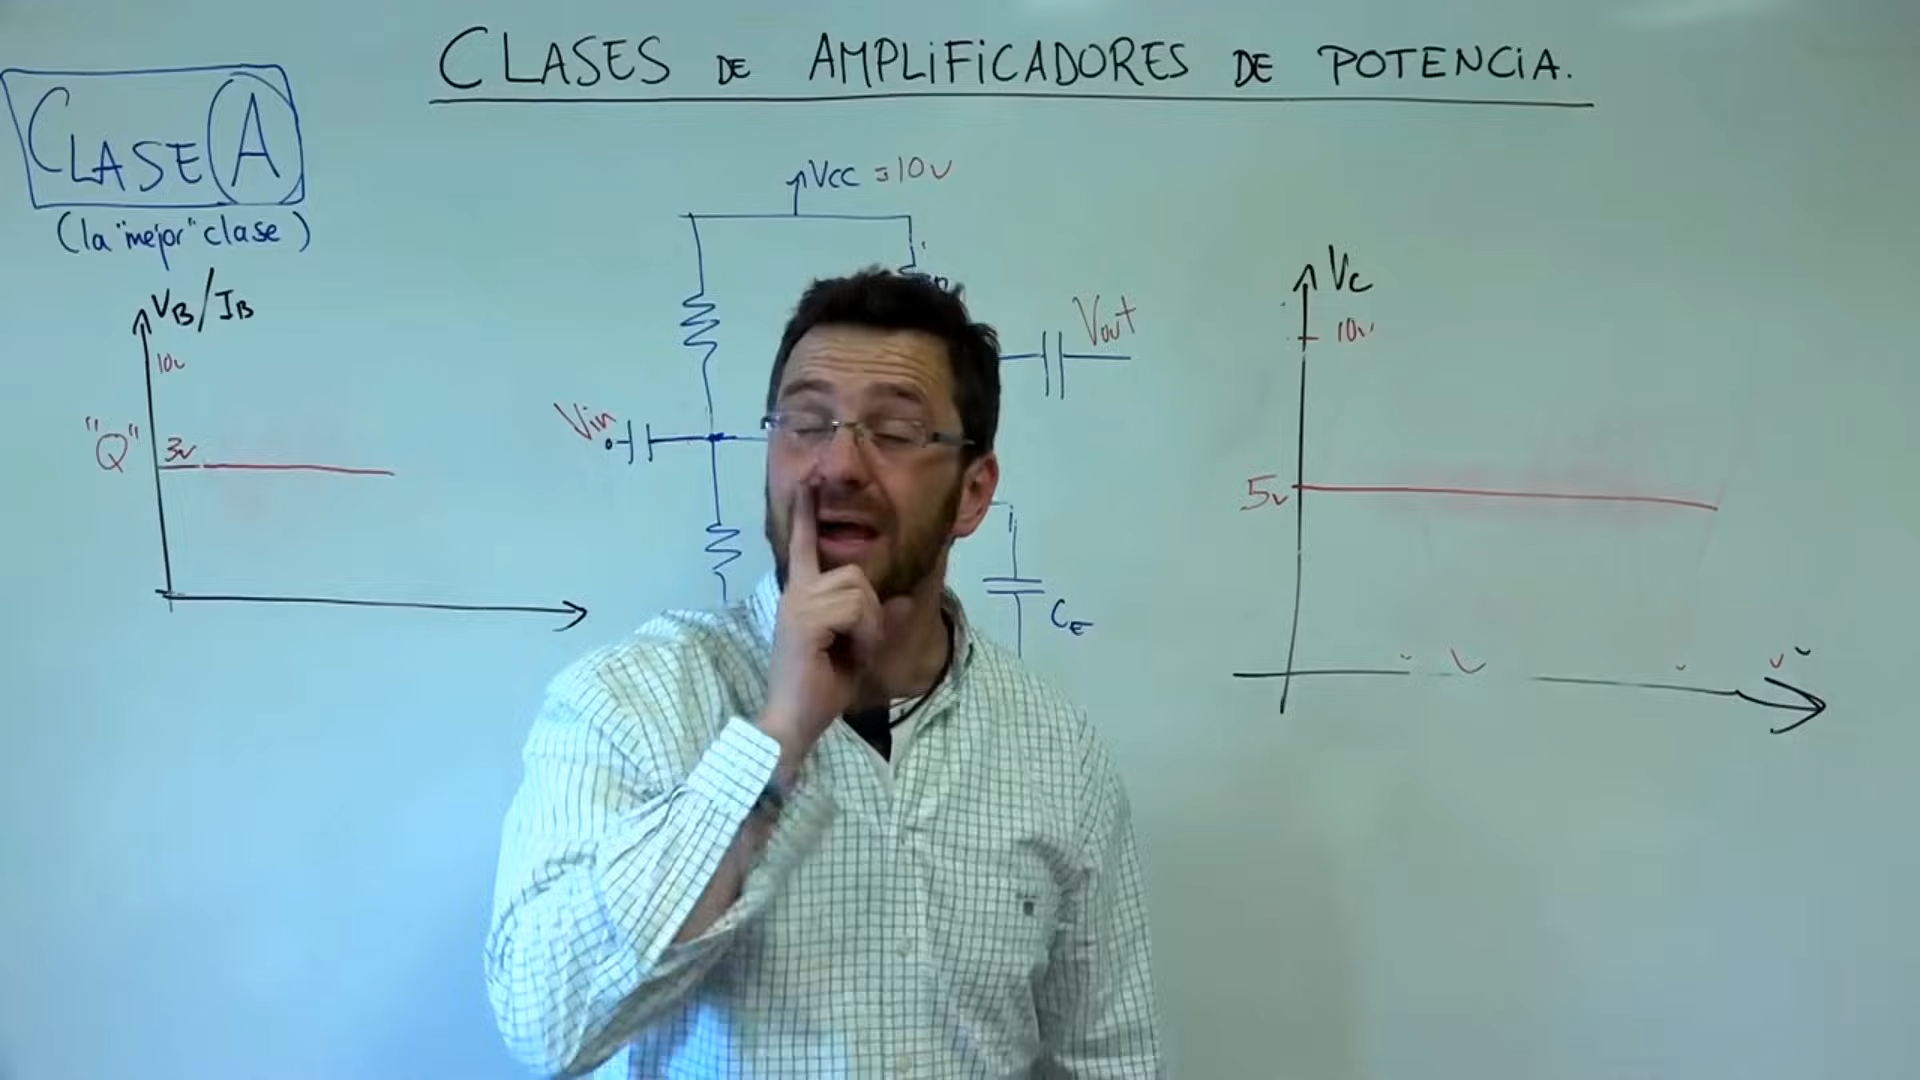 CLASES DE AMPLIFICADORES DE POTENCIA.
CLASE A
(la "mejor" clase)
VB/IB
10v
"Q"
3v
Vcc = 10v
Vin
Vout
CE
Vc
10v
5v